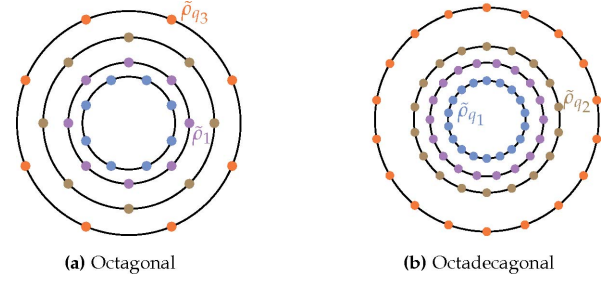 ρ̃q3
ρ̃1
ρ̃q1
ρ̃q2
(a) Octagonal
(b) Octadecagonal